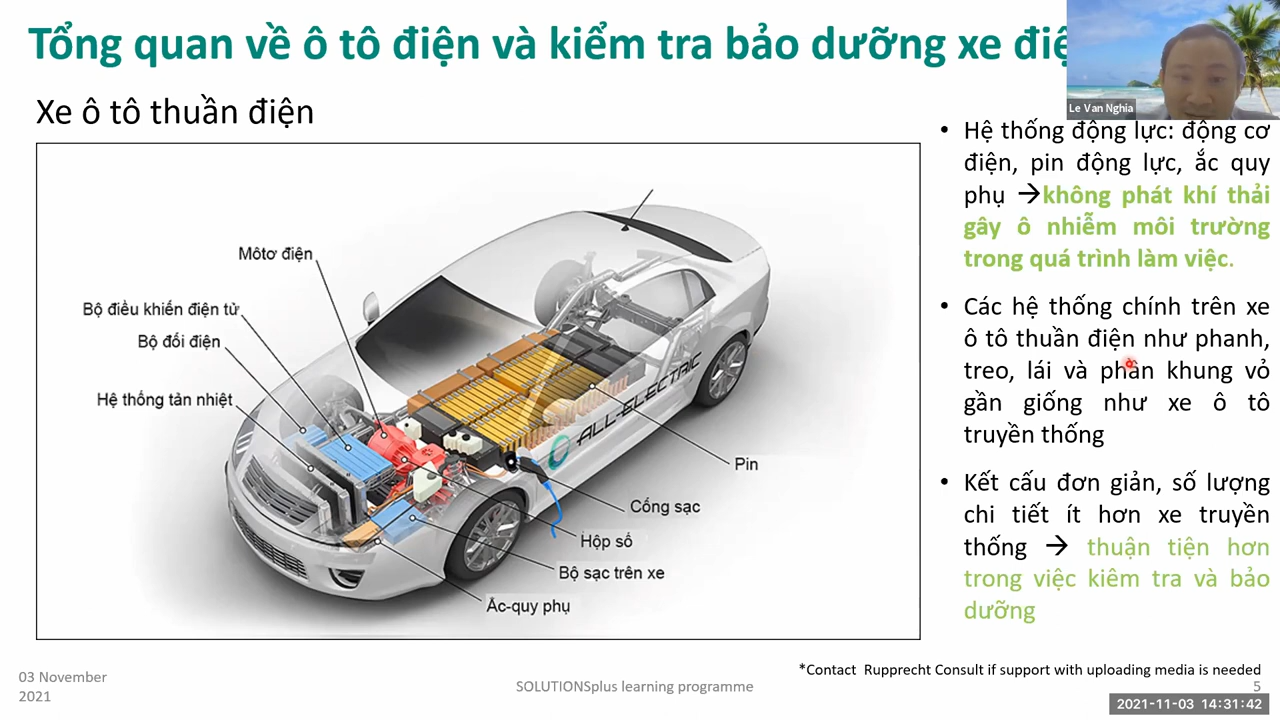 Tổng quan về ô tô điện và kiểm tra bảo dưỡng xe điệ
Le Van Nghia
Xe ô tô thuần điện
Môtơ điện
Bộ điều khiển điện tử
Bộ đổi điện
Hệ thống tản nhiệt
ALL-ELECTRIC
Pin
Cổng sạc
Hộp số
Bộ sạc trên xe
Ắc-quy phụ
• Hệ thống động lực: động cơ
điện, pin động lực, ắc quy
phụ →không phát khí thải
gây ô nhiễm môi trường
trong quá trình làm việc.
• Các hệ thống chính trên xe
ô tô thuần điện như phanh,
treo, lái và phần khung vỏ
gần giống như xe ô tô
truyền thống
• Kết cấu đơn giản, số lượng
chi tiết ít hơn xe truyền
thống → thuận tiện hơn
trong việc kiêm tra và bảo
dưỡng
*Contact Rupprecht Consult if support with uploading media is needed
03 November
2021
SOLUTIONSplus learning programme
5
2021-11-03 14:31:42